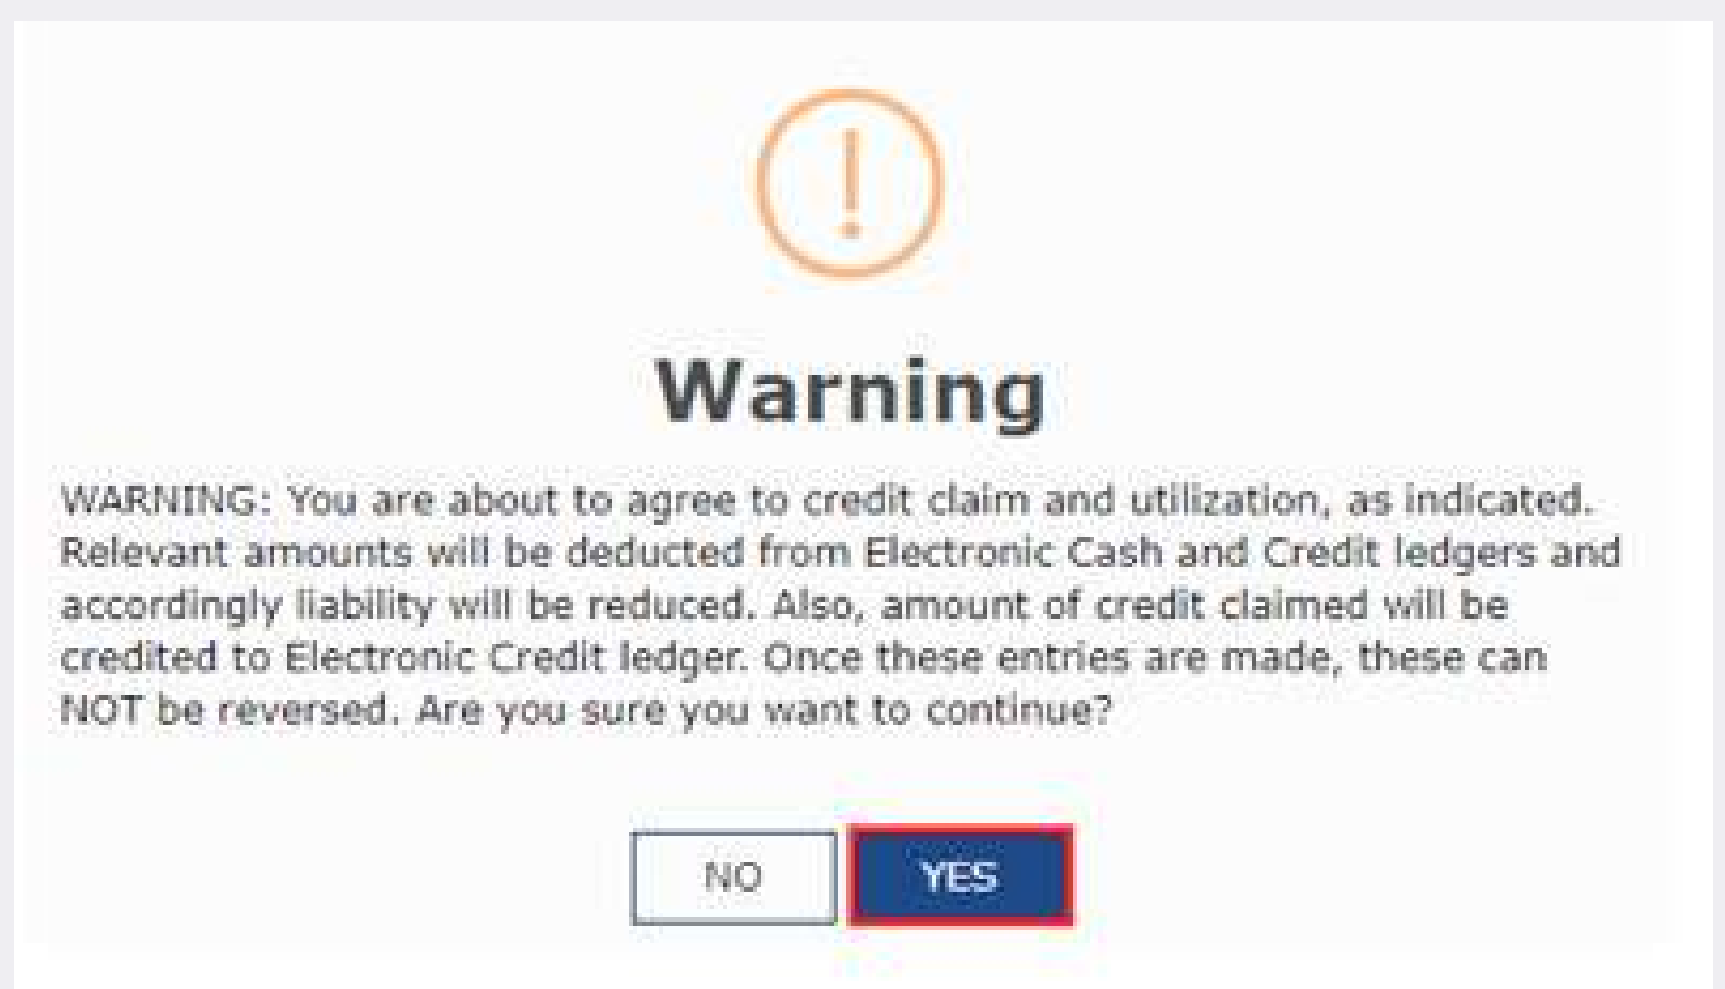 Warning
WARNING: You are about to agree to credit claim and utilization, as indicated.
Relevant amounts will be deducted from Electronic Cash and Credit ledgers and
accordingly liability will be reduced. Also, amount of credit claimed will be
credited to Electronic Credit ledger. Once these entries are made, these can
NOT be reversed. Are you sure you want to continue?
NO YES